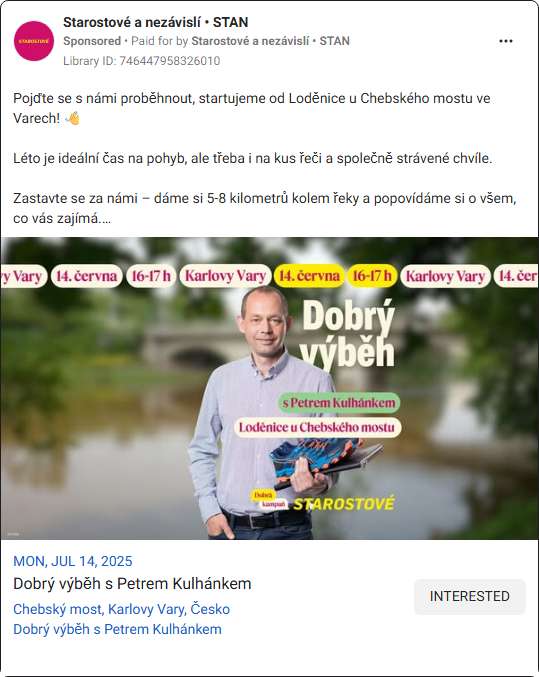 Starostové a nezávislí • STAN
Sponsored • Paid for by Starostové a nezávislí • STAN
Library ID: 746447958326010
STAROSTOVÉ
Pojďte se s námi proběhnout, startujeme od Loděnice u Chebského mostu ve
Varech! 👋
Léto je ideální čas na pohyb, ale třeba i na kus řeči a společně strávené chvíle.
Zastavte se za námi – dáme si 5-8 kilometrů kolem řeky a popovídáme si o všem,
co vás zajímá....
y Vary 14. června 16-17 h Karlovy Vary 14. června 16-17 h Karlovy Vary 14. čer
Dobrý
výběh
s Petrem Kulhánkem
Loděnice u Chebského mostu
Dobrá
kampaň
STAROSTOVÉ
MON, JUL 14, 2025
Dobrý výběh s Petrem Kulhánkem
Chebský most, Karlovy Vary, Česko
Dobrý výběh s Petrem Kulhánkem
INTERESTED